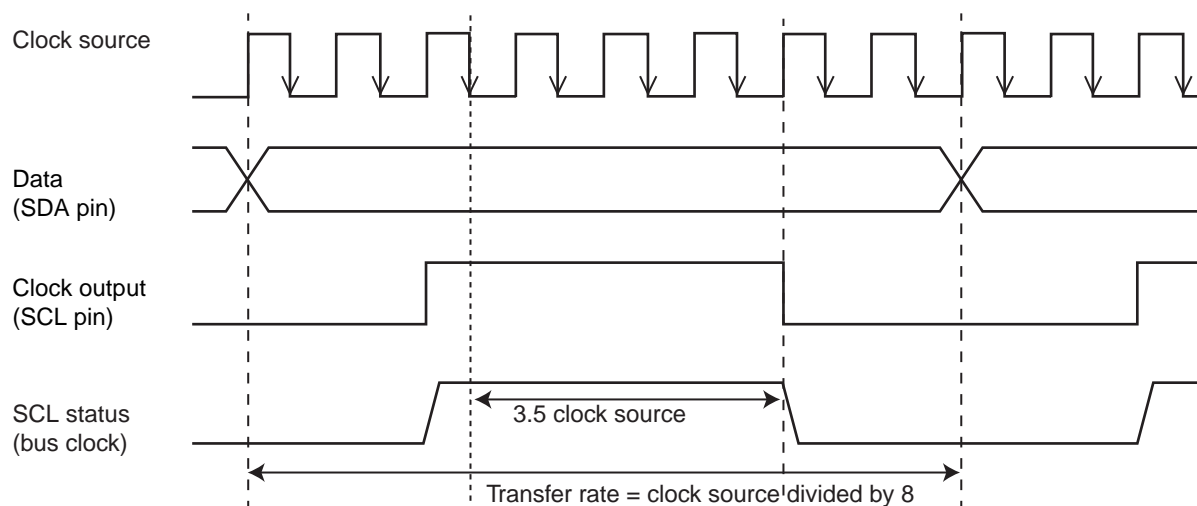 Clock source
Data
(SDA pin)
Clock output
(SCL pin)
SCL status
(bus clock)
3.5 clock source
Transfer rate = clock source divided by 8